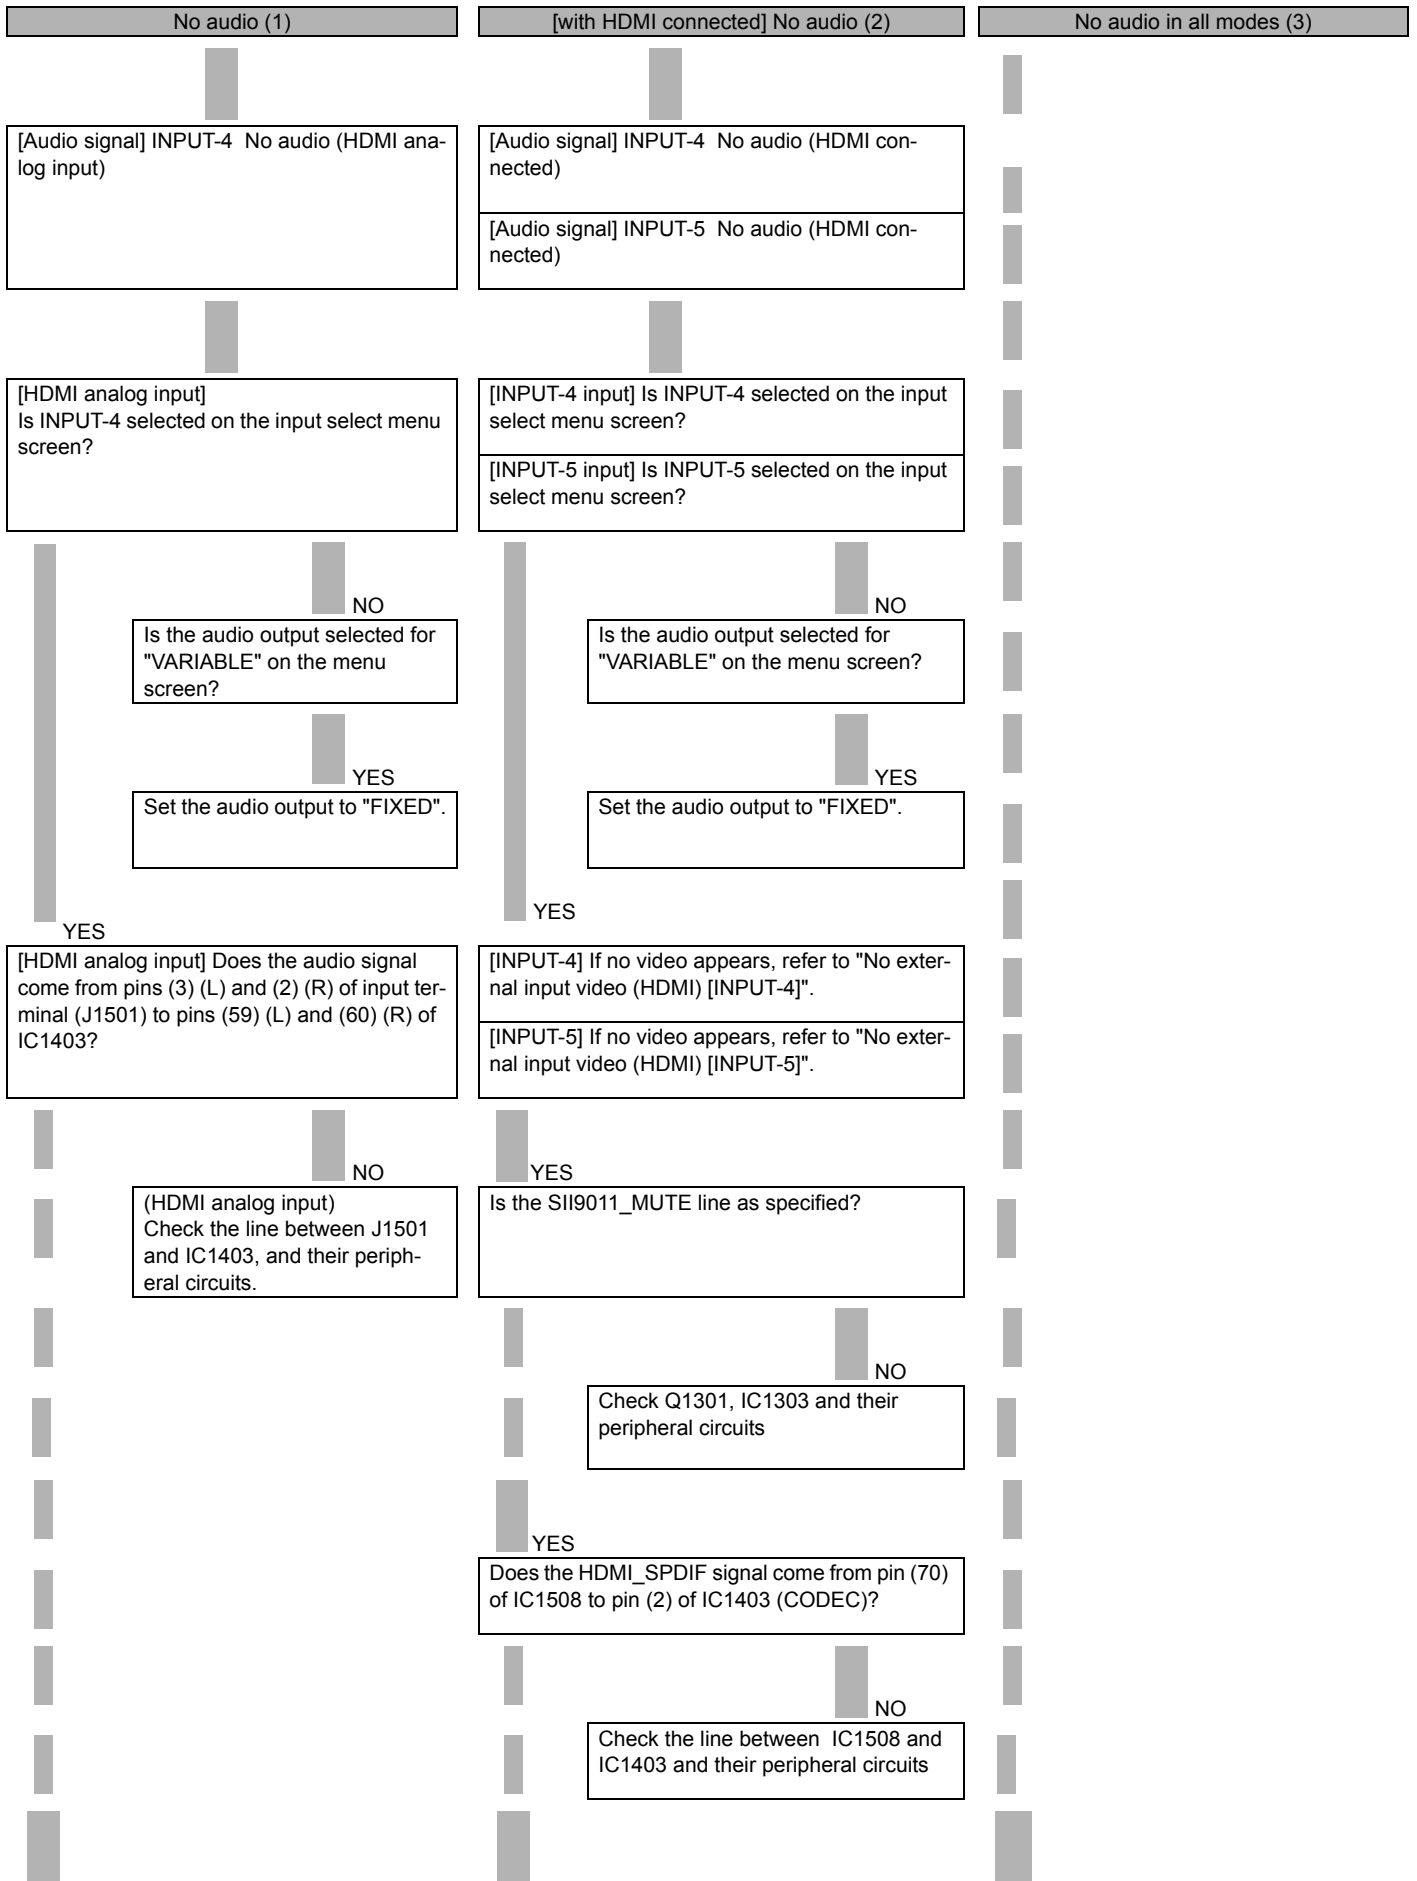 No audio (1)
[with HDMI connected] No audio (2)
No audio in all modes (3)
[Audio signal] INPUT-4  No audio (HDMI ana-
log input)
[Audio signal] INPUT-4  No audio (HDMI con-
nected)
[Audio signal] INPUT-5  No audio (HDMI con-
nected)
[HDMI analog input]
Is INPUT-4 selected on the input select menu
screen?
[INPUT-4 input] Is INPUT-4 selected on the input
select menu screen?
[INPUT-5 input] Is INPUT-5 selected on the input
select menu screen?
NO
Is the audio output selected for
"VARIABLE" on the menu
screen?
YES
Set the audio output to "FIXED".
NO
Is the audio output selected for
"VARIABLE" on the menu screen?
YES
Set the audio output to "FIXED".
YES
[HDMI analog input] Does the audio signal
come from pins (3) (L) and (2) (R) of input ter-
minal (J1501) to pins (59) (L) and (60) (R) of
IC1403?
YES
[INPUT-4] If no video appears, refer to "No exter-
nal input video (HDMI) [INPUT-4]".
[INPUT-5] If no video appears, refer to "No exter-
nal input video (HDMI) [INPUT-5]".
NO
(HDMI analog input)
Check the line between J1501
and IC1403, and their periph-
eral circuits.
YES
Is the SII9011_MUTE line as specified?
NO
Check Q1301, IC1303 and their
peripheral circuits
YES
Does the HDMI_SPDIF signal come from pin (70)
of IC1508 to pin (2) of IC1403 (CODEC)?
NO
Check the line between  IC1508 and
IC1403 and their peripheral circuits